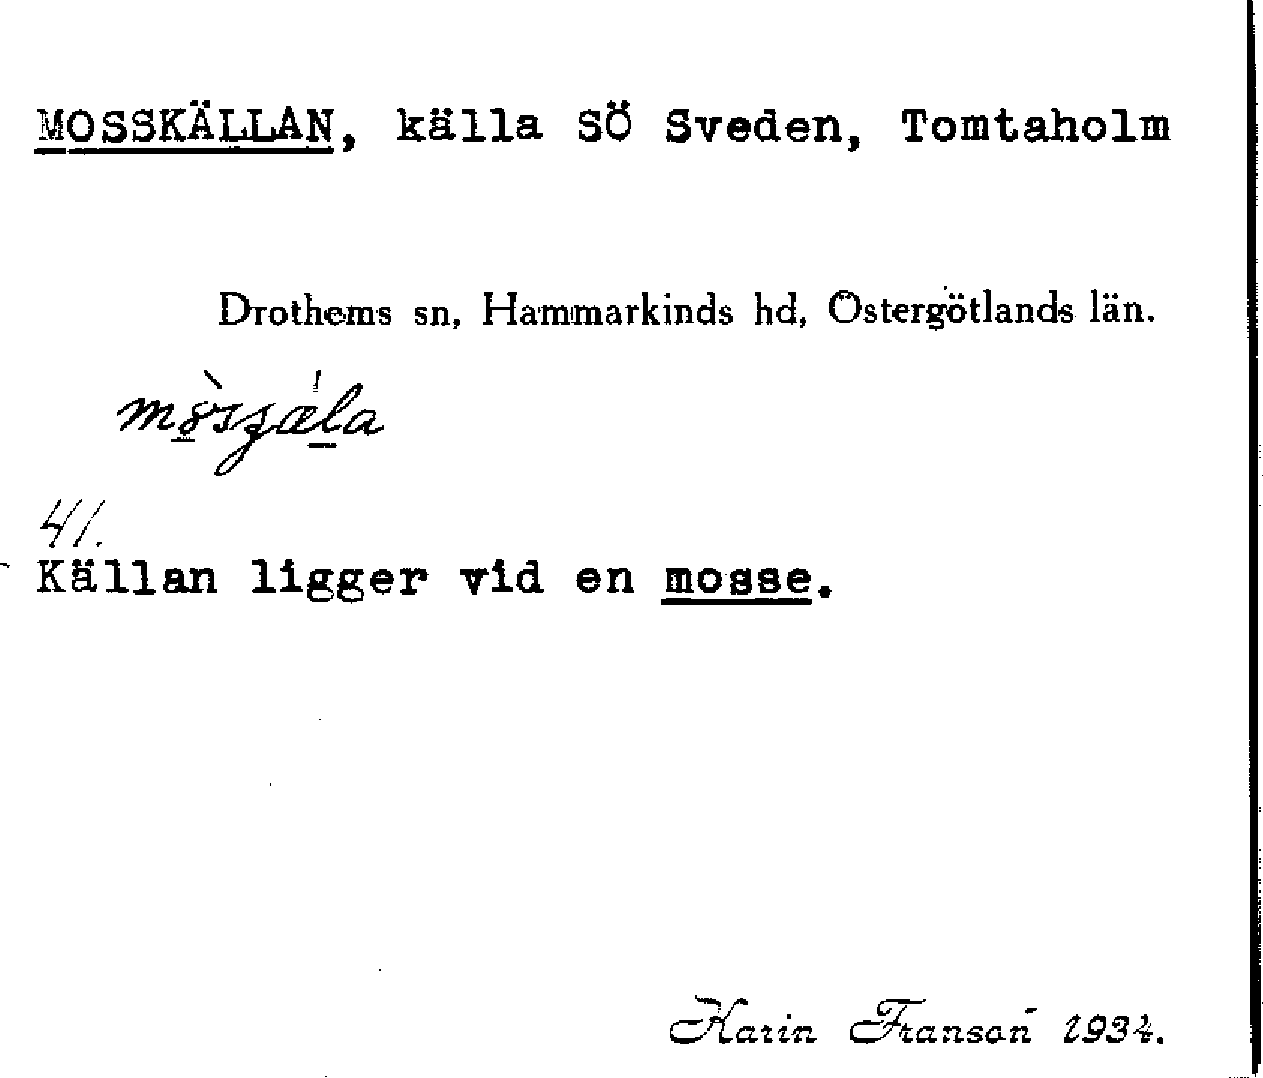 MOSSKÄLLAN, källa SÖ Sveden, Tomtaholm
Drothems sn, Hammarkinds hd, Östergötlands län.
41.
Källan ligger vid en mosse.
Karin Franson 1934.